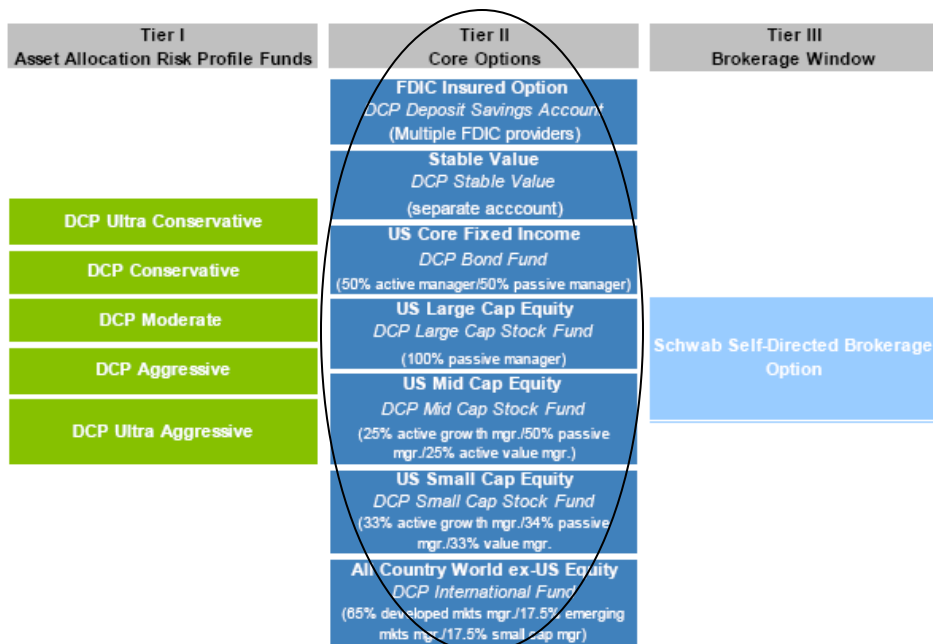 Tier I
Asset Allocation Risk Profile Funds
DCP Ultra Conservative
DCP Conservative
DCP Moderate
DCP Aggressive
DCP Ultra Aggressive
Tier II
Core Options
FDIC Insured Option
DCP Deposit Savings Account
(Multiple FDIC providers)
Stable Value
DCP Stable Value
(separate acccount)
US Core Fixed Income
DCP Bond Fund
(50% active manager/50% passive manager)
US Large Cap Equity
DCP Large Cap Stock Fund
(100% passive manager)
US Mid Cap Equity
DCP Mid Cap Stock Fund
(25% active growth mgr./50% passive
mgr./25% active value mgr.)
US Small Cap Equity
DCP Small Cap Stock Fund
(33% active growth mgr./34% passive
mgr./33% value mgr.
All Country World ex-US Equity
DCP International Fund
(65% developed mkts mgr./17.5% emerging
mkts mgr./17.5% small cap mgr)
Tier III
Brokerage Window
Schwab Self-Directed Brokerage
Option